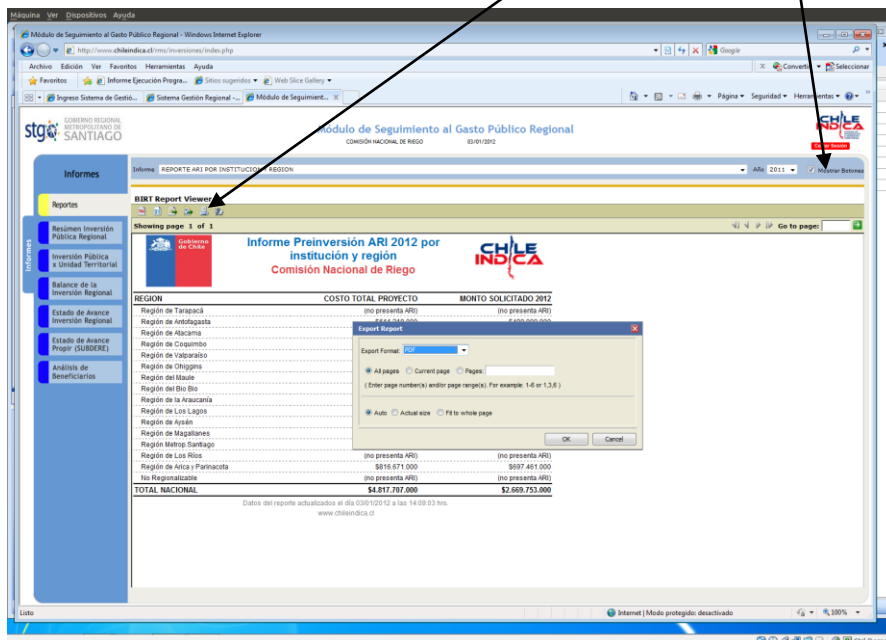 Máquina Ver Dispositivos Ayuda
Módulo de Seguimiento al Gasto Público Regional - Windows Internet Explorer
http://www.chileindica.cl/rms/inversiones/index.php
Google
Archivo Edición Ver Favoritos Herramientas Ayuda
Seleccionar
Favoritos Informe Ejecución Progra... Sitios sugeridos Web Slice Gallery
Ingreso Sistema de Gestió... Sistema Gestión Regional -... Módulo de Seguimient... X
Página Seguridad Herramientas
stgo GOBIERNO REGIONAL METROPOLITANO DE SANTIAGO
Módulo de Seguimiento al Gasto Público Regional
COMISIÓN NACIONAL DE RIEGO 03/01/2012
CHILE INDICA
Cerrar Sesión
Informes
Informe REPORTE ARI POR INSTITUCION Y REGION Año 2011 Mostrar Botones
Reportes
BIRT Report Viewer
Showing page 1 of 1 Go to page:
Informes
Resúmen Inversión Pública Regional
Inversión Pública x Unidad Territorial
Balance de la Inversión Regional
Estado de Avance Inversión Regional
Estado de Avance Propir (SUBDERE)
Análisis de Beneficiarios
Gobierno de Chile
Informe Preinversión ARI 2012 por
institución y región
Comisión Nacional de Riego
CHILE INDICA
REGION COSTO TOTAL PROYECTO MONTO SOLICITADO 2012
Región de Tarapacá (no presenta ARI) (no presenta ARI)
Región de Antofagasta
Región de Atacama
Región de Coquimbo
Región de Valparaíso
Región de Ohiggins
Región del Maule
Región del Bio Bio
Región de la Araucanía
Región de Los Lagos
Región de Aysén
Región de Magallanes
Región Metrop.Santiago
Región de Los Ríos (no presenta ARI) (no presenta ARI)
Región de Arica y Parinacota $816.671.000 $697.461.000
No Regionalizable (no presenta ARI) (no presenta ARI)
TOTAL NACIONAL $4.817.707.000 $2.669.753.000
Datos del reporte actualizados el día 03/01/2012 a las 14:09:03 hrs.
www.chileindica.cl
Export Report
Export Format: PDF
All pages Current page Pages:
( Enter page number(s) and/or page range(s). For example: 1-6 or 1,3,6 )
Auto Actual size Fit to whole page
OK Cancel
Listo Internet | Modo protegido: desactivado 100%